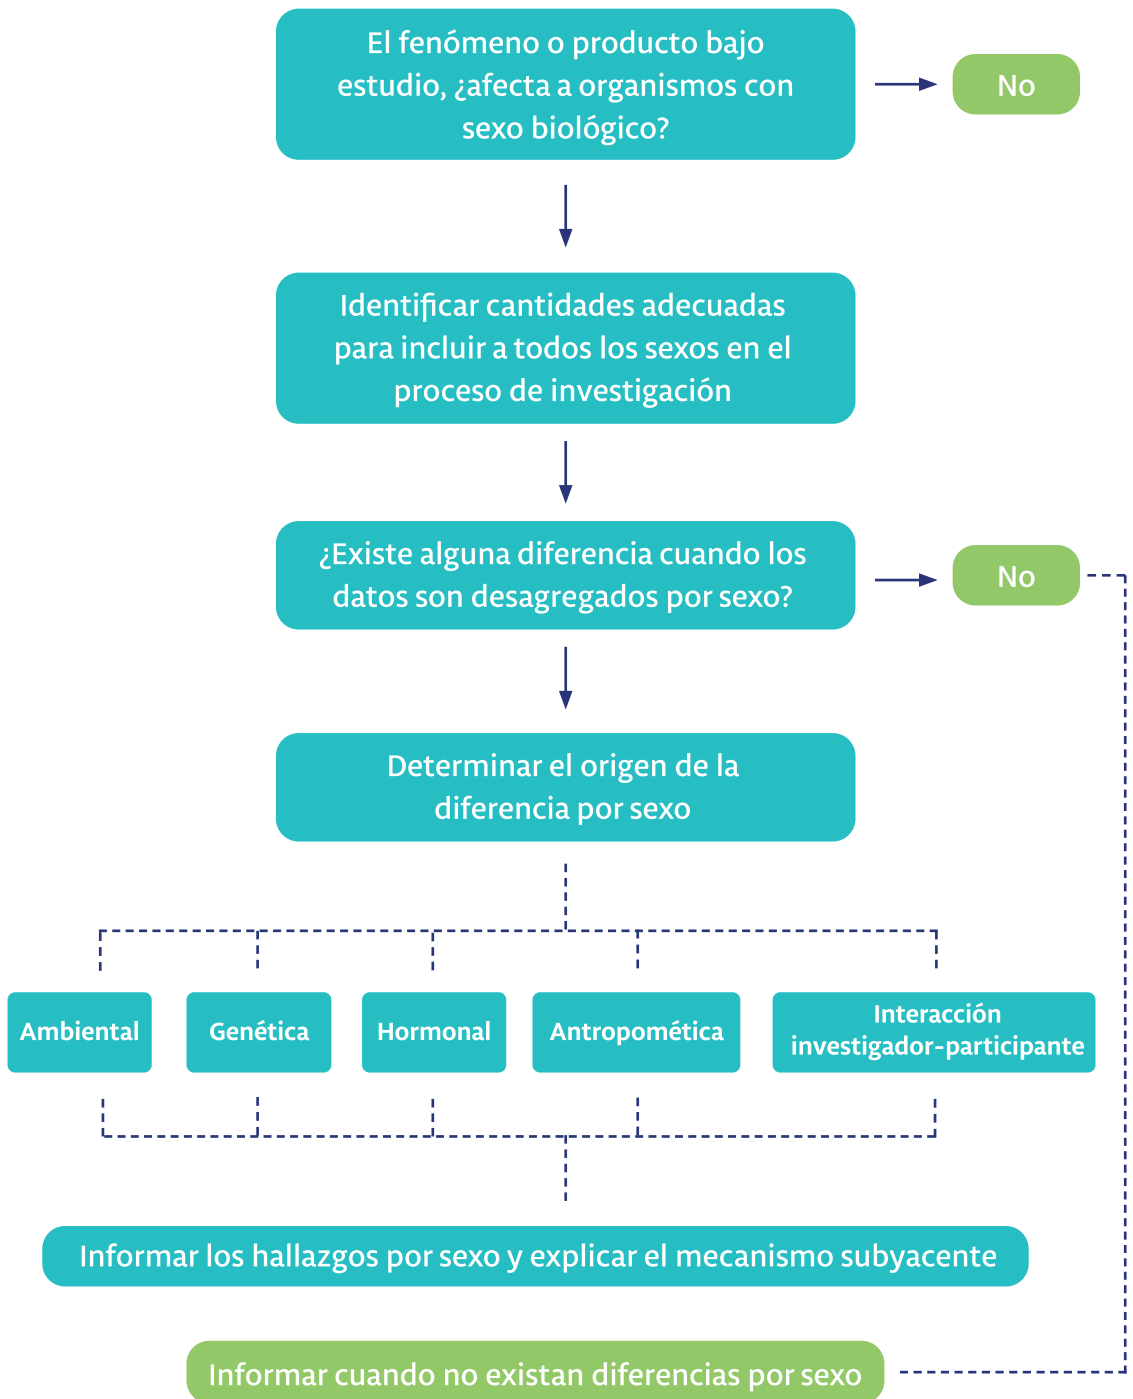 El fenómeno o producto bajo
estudio, ¿afecta a organismos con
sexo biológico?
No
Identificar cantidades adecuadas
para incluir a todos los sexos en el
proceso de investigación
¿Existe alguna diferencia cuando los
datos son desagregados por sexo?
No
Determinar el origen de la
diferencia por sexo
Ambiental
Genética
Hormonal
Antropomética
Interacción
investigador-participante
Informar los hallazgos por sexo y explicar el mecanismo subyacente
Informar cuando no existan diferencias por sexo